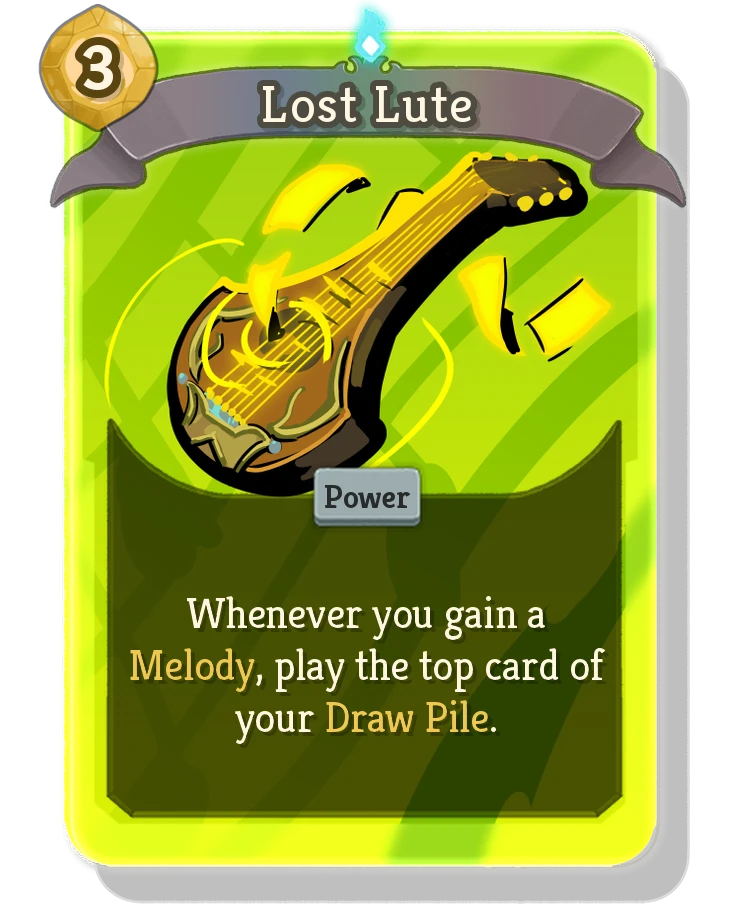 3
Lost Lute
Power
Whenever you gain a
Melody, play the top card of
your Draw Pile.